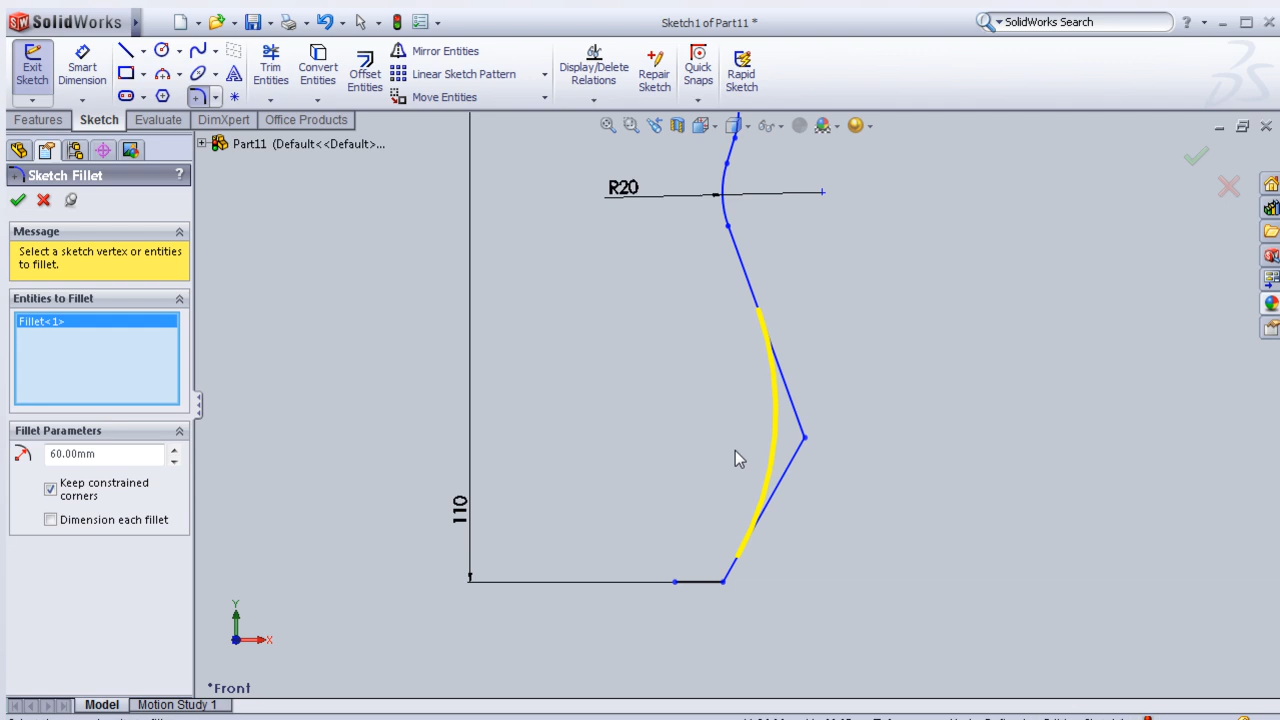 SolidWorks
Sketch1 of Part11 *
SolidWorks Search
Exit Sketch
Smart Dimension
Trim Entities
Convert Entities
Offset Entities
Mirror Entities
Linear Sketch Pattern
Move Entities
Display/Delete Relations
Repair Sketch
Quick Snaps
Rapid Sketch
Features
Sketch
Evaluate
DimXpert
Office Products
Part11 (Default<<Default>...
Sketch Fillet
?
Message
Select a sketch vertex or entities
to fillet.
Entities to Fillet
Fillet<1>
Fillet Parameters
60.00mm
Keep constrained
corners
Dimension each fillet
R20
110
Y
X
*Front
Model
Motion Study 1